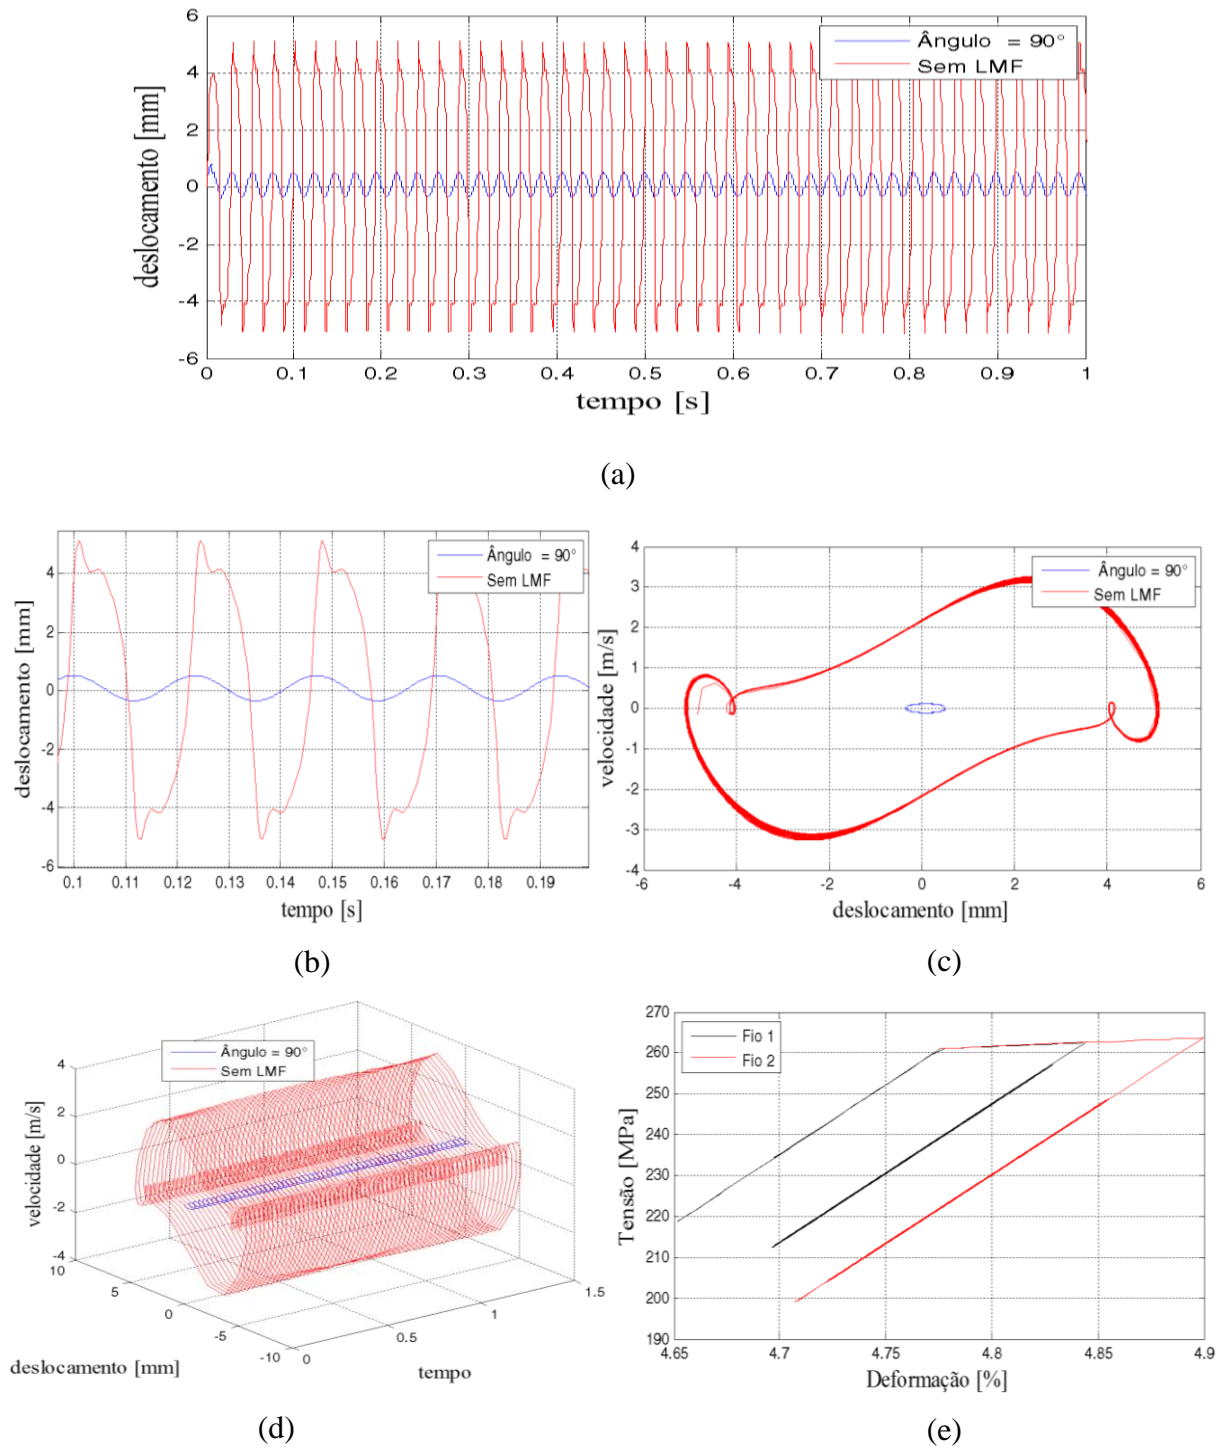 6
4
2
0
-2
-4
-6
deslocamento [mm]
Ângulo = 90°
Sem LMF
0 0.1 0.2 0.3 0.4 0.5 0.6 0.7 0.8 0.9 1
tempo [s]
(a)
4
2
0
-2
-4
-6
deslocamento [mm]
Ângulo = 90°
Sem LMF
0.1 0.11 0.12 0.13 0.14 0.15 0.16 0.17 0.18 0.19
tempo [s]
(b)
4
3
2
1
0
-1
-2
-3
-4
velocidade [m/s]
Ângulo = 90°
Sem LMF
-6 -4 -2 0 2 4 6
deslocamento [mm]
(c)
4
2
0
-2
-4
velocidade [m/s]
Ângulo = 90°
Sem LMF
10
5
0
-5
-10
deslocamento [mm]
0
0.5
1
1.5
tempo
(d)
270
260
250
240
230
220
210
200
190
Tensão [MPa]
Fio 1
Fio 2
4.65 4.7 4.75 4.8 4.85 4.9
Deformação [%]
(e)